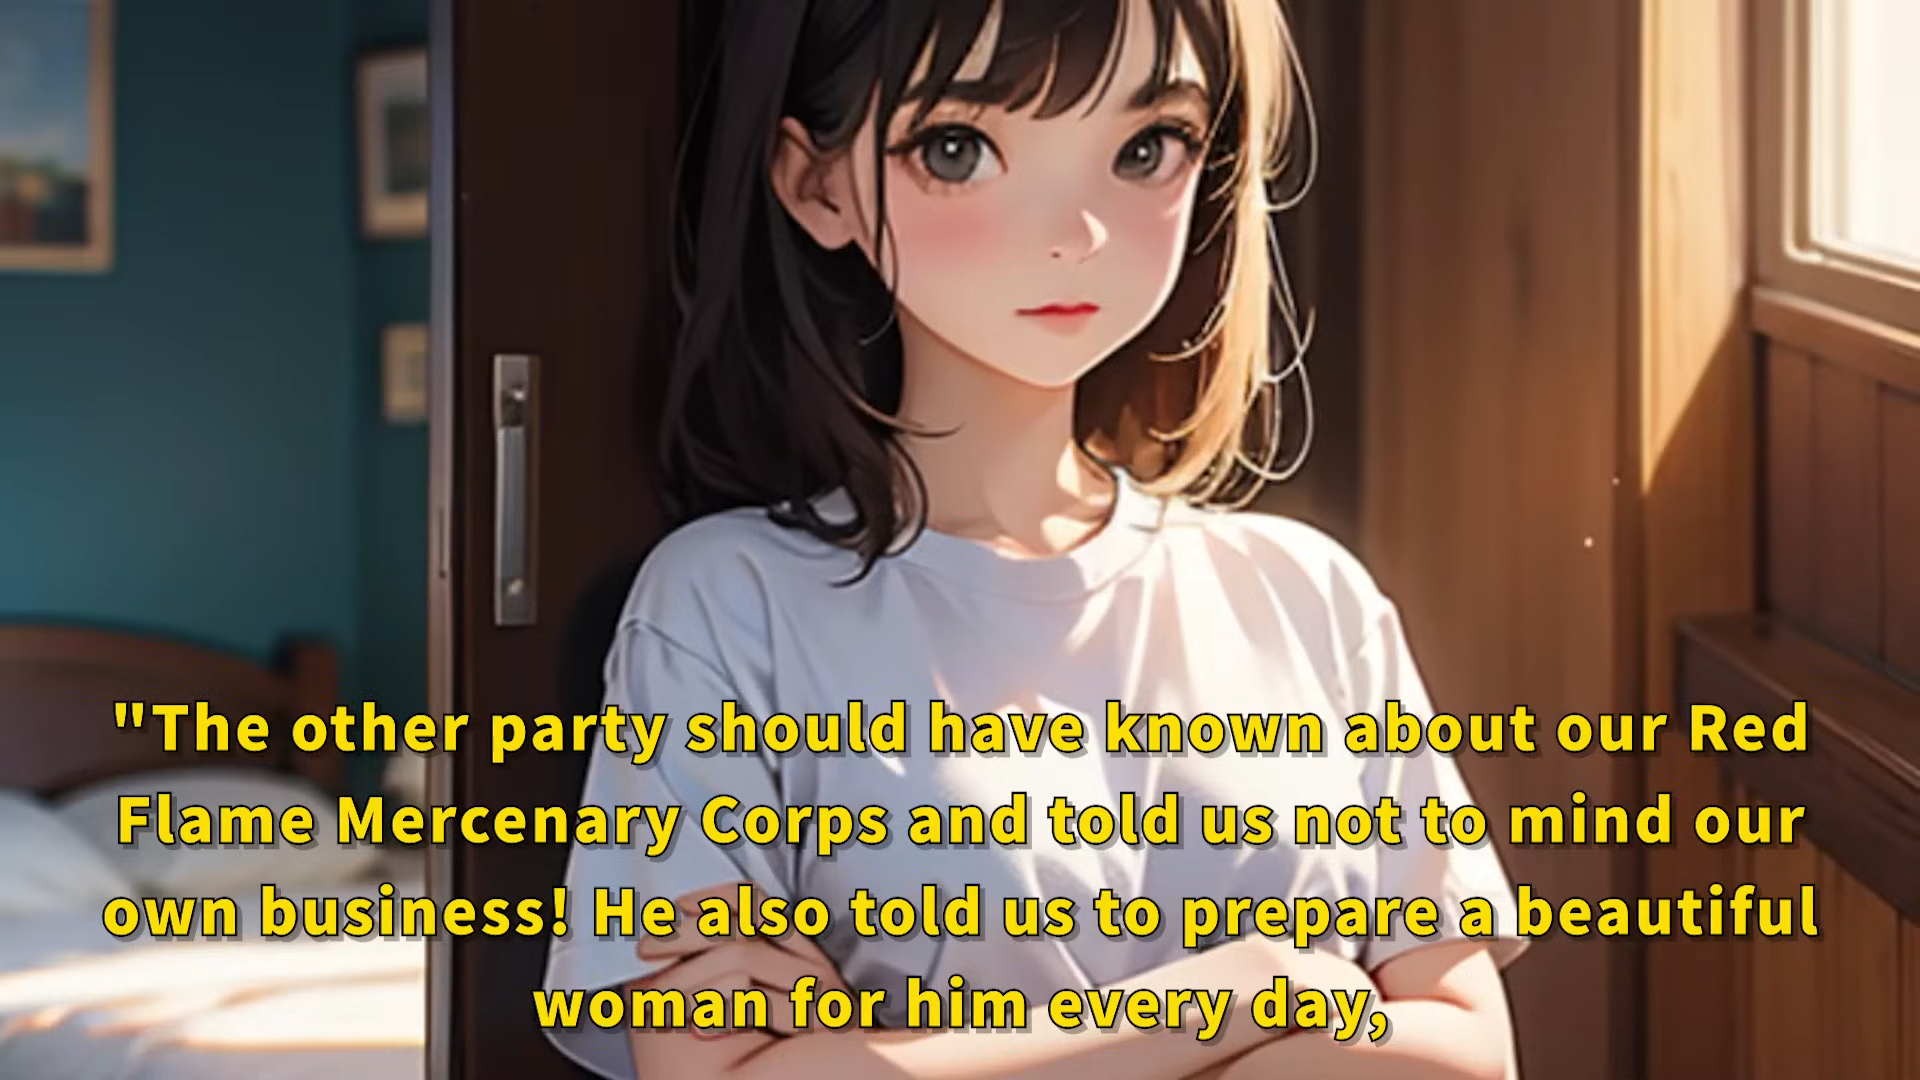 "The other party should have known about our Red
Flame Mercenary Corps and told us not to mind our
own business! He also told us to prepare a beautiful
woman for him every day,